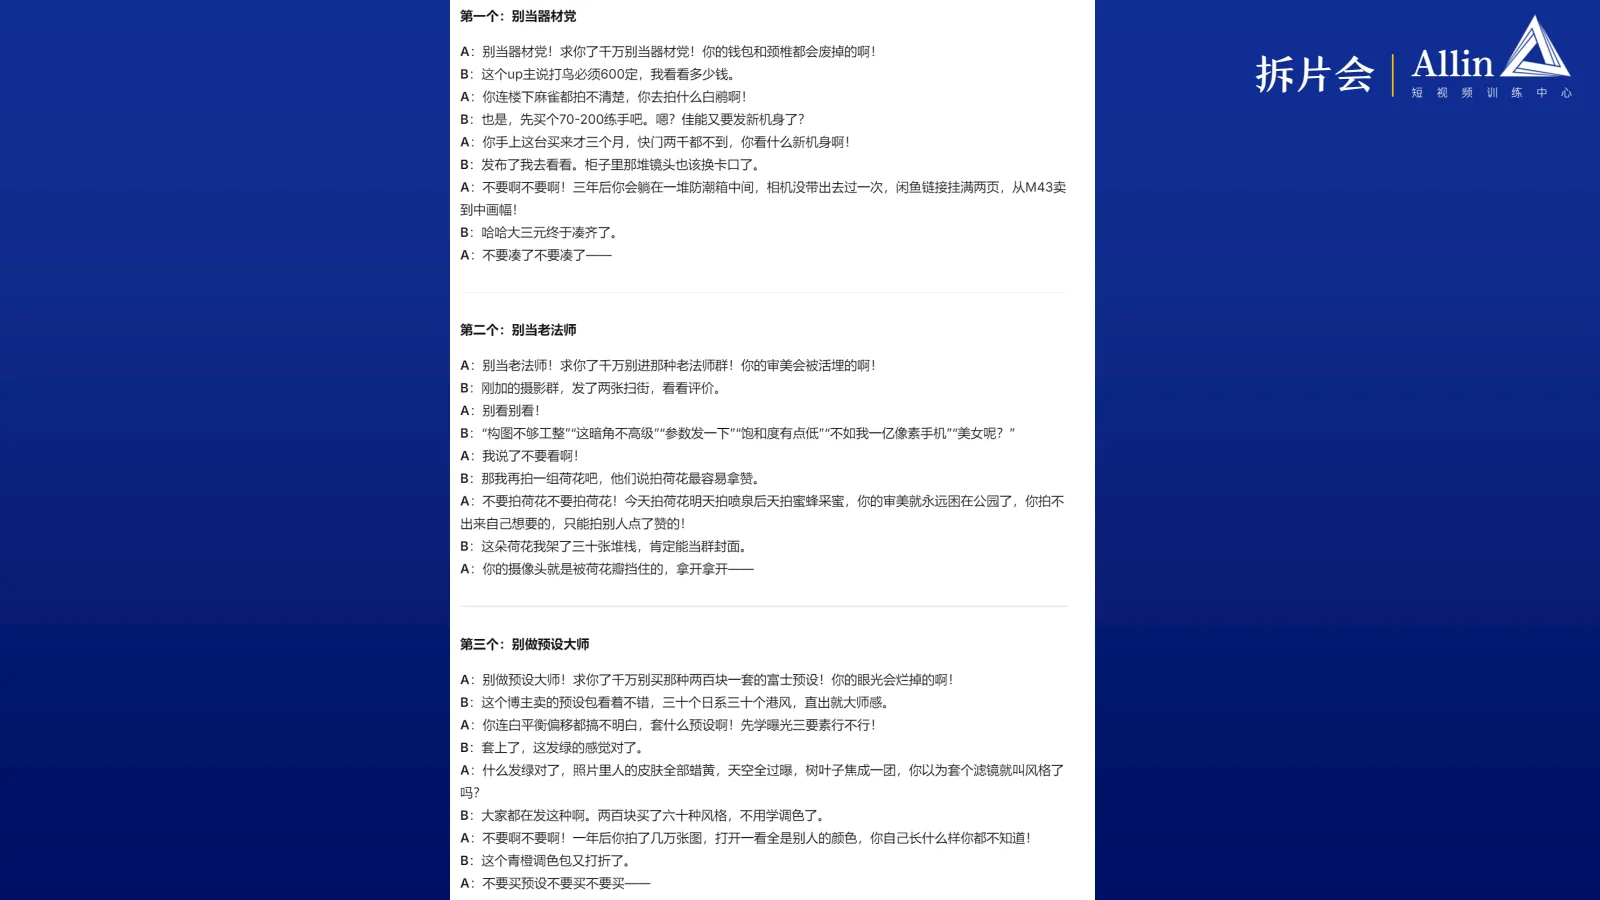 第一个：别当器材党
A：别当器材党！求你了千万别当器材党！你的钱包和颈椎都会废掉的啊！
B：这个up主说打鸟必须600定，我看看多少钱。
A：你连楼下麻雀都拍不清楚，你去拍什么白鹇啊！
B：也是，先买个70-200练手吧。嗯？佳能又要发新机身了？
A：你手上这台买来才三个月，快门两千都不到，你看什么新机身啊！
B：发布了我去看看。柜子里那堆镜头也该换卡口了。
A：不要啊不要啊！三年后你会躺在一堆防潮箱中间，相机没带出去过一次，闲鱼链接挂满两页，从M43卖
到中画幅！
B：哈哈大三元终于凑齐了。
A：不要凑了不要凑了——
第二个：别当老法师
A：别当老法师！求你了千万别进那种老法师群！你的审美会被活埋的啊！
B：刚加的摄影群，发了两张扫街，看看评价。
A：别看别看！
B：“构图不够工整”“这暗角不高级”“参数发一下”“饱和度有点低”“不如我一亿像素手机”“美女呢？”
A：我说了不要看啊！
B：那我再拍一组荷花吧，他们说拍荷花最容易拿赞。
A：不要拍荷花不要拍荷花！今天拍荷花明天拍喷泉后天拍蜜蜂采蜜，你的审美就永远困在公园了，你拍不
出来自己想要的，只能拍别人点了赞的！
B：这朵荷花我架了三十张堆栈，肯定能当群封面。
A：你的摄像头就是被荷花瓣挡住的，拿开拿开——
第三个：别做预设大师
A：别做预设大师！求你了千万别买那种两百块一套的富士预设！你的眼光会烂掉的啊！
B：这个博主卖的预设包看着不错，三十个日系三十个港风，直出就大师感。
A：你连白平衡偏移都搞不明白，套什么预设啊！先学曝光三要素行不行！
B：套上了，这发绿的感觉对了。
A：什么发绿对了，照片里人的皮肤全部蜡黄，天空全过曝，树叶子焦成一团，你以为套个滤镜就叫风格了
吗？
B：大家都在发这种啊。两百块买了六十种风格，不用学调色了。
A：不要啊不要啊！一年后你拍了几万张图，打开一看全是别人的颜色，你自己长什么样你都不知道！
B：这个青橙调色包又打折了。
A：不要买预设不要买不要买——
拆片会
Allin
短视频训练中心